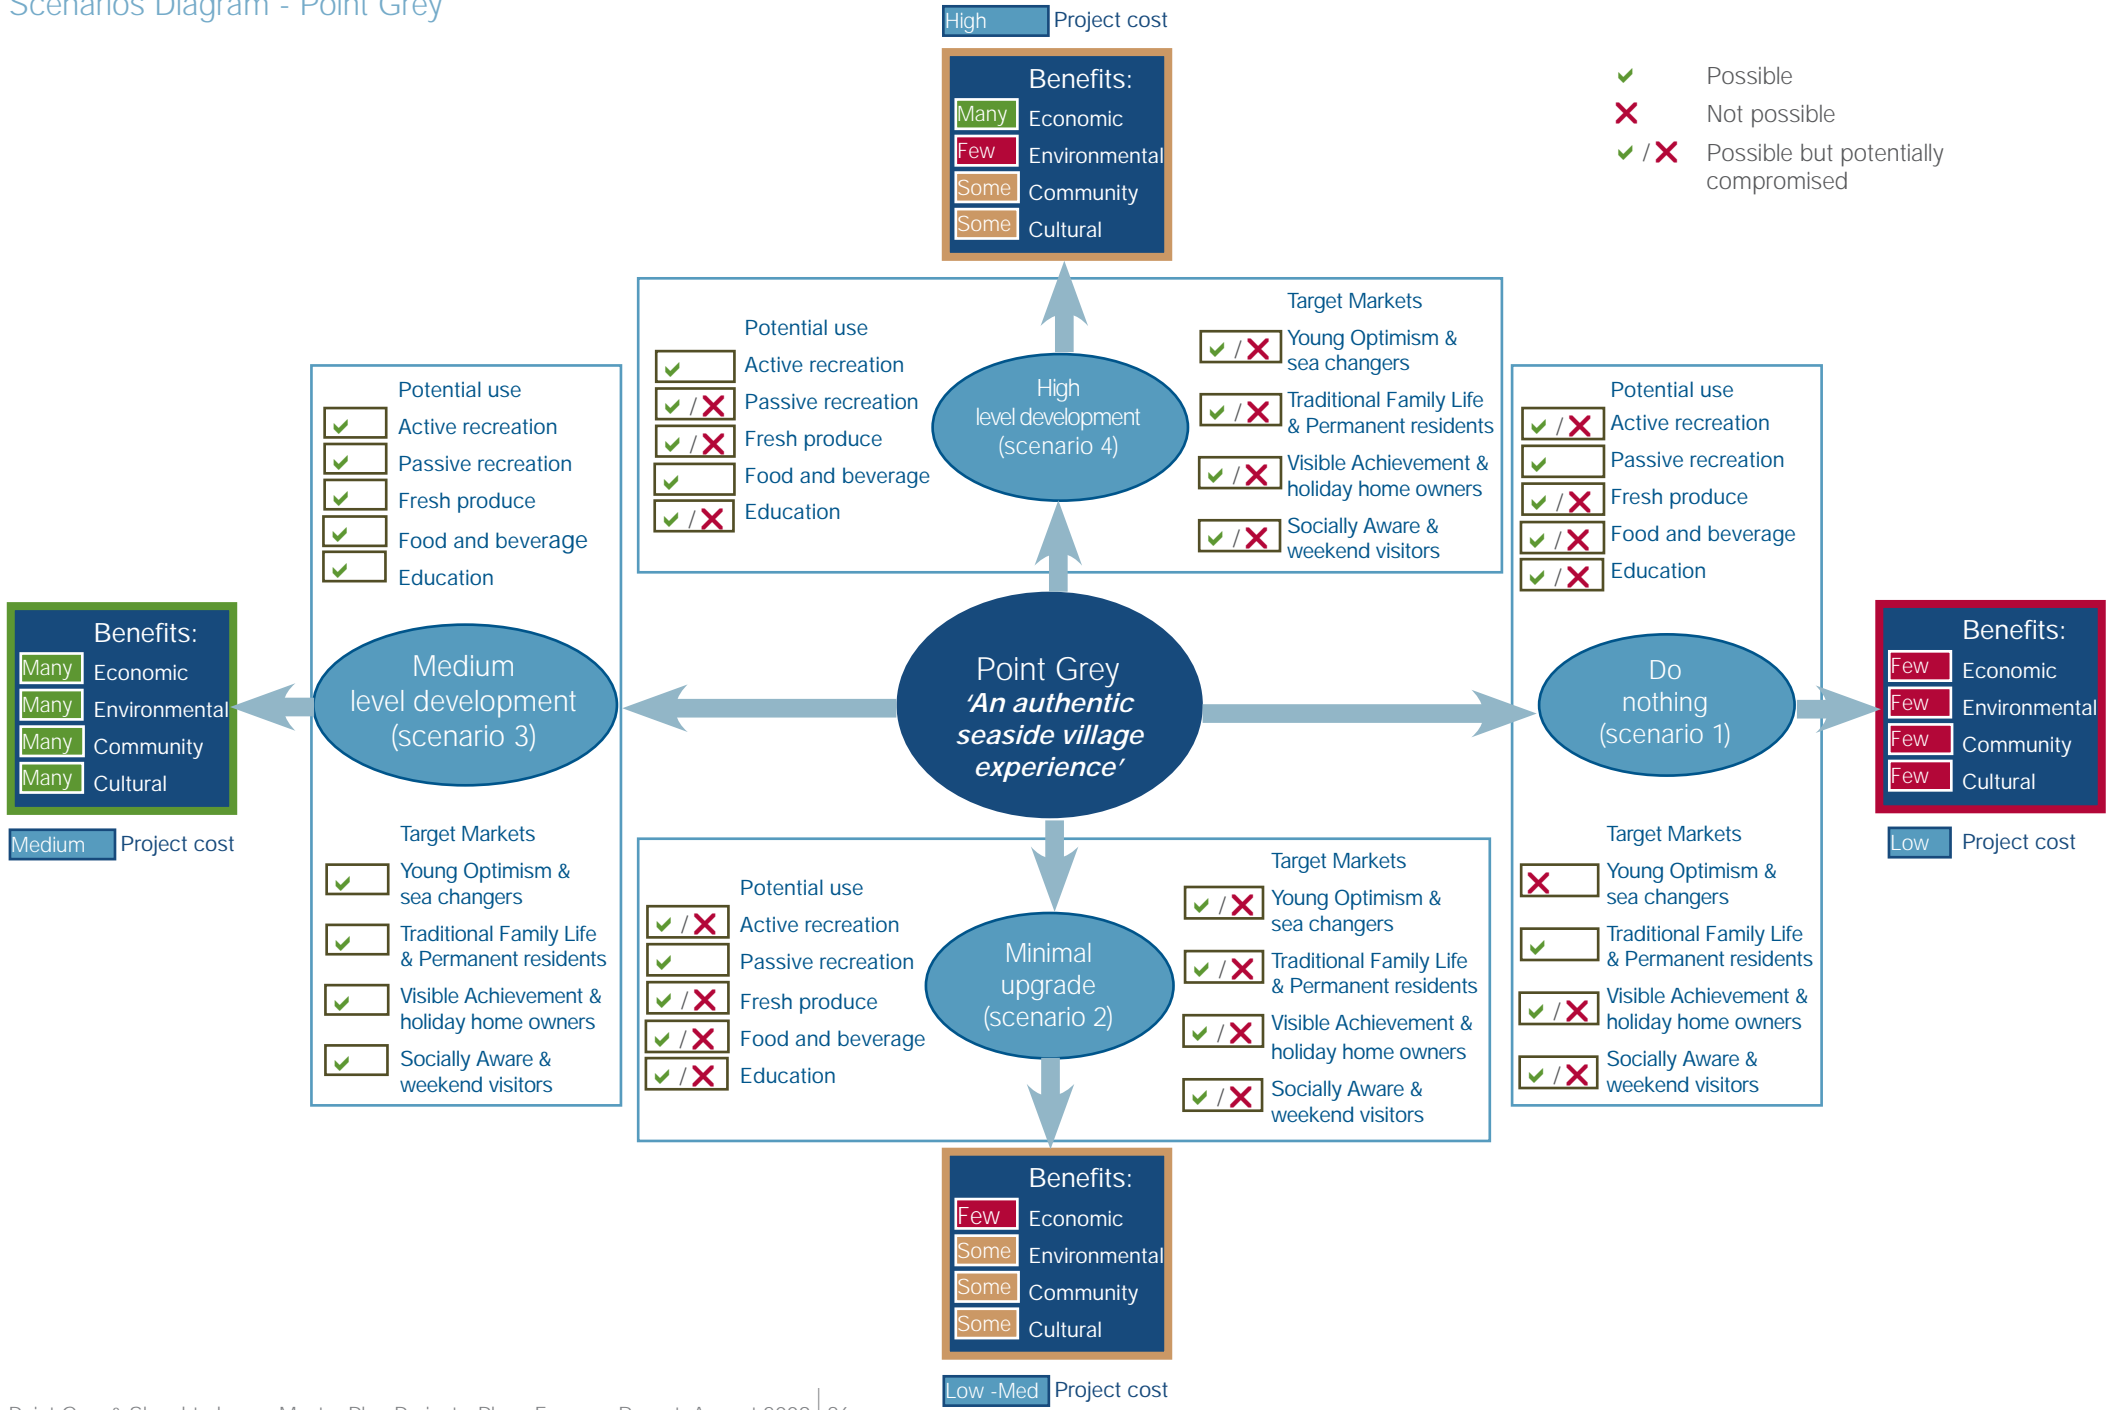 Scenarios Diagram - Point Grey
High Project cost
Benefits:
Many Economic
Few Environmental
Some Community
Some Cultural
Possible
Not possible
/ Possible but potentially
compromised
Potential use
Active recreation
/ Passive recreation
/ Fresh produce
Food and beverage
/ Education
High
level development
(scenario 4)
Target Markets
/ Young Optimism &
sea changers
/ Traditional Family Life
& Permanent residents
/ Visible Achievement &
holiday home owners
/ Socially Aware &
weekend visitors
Potential use
Active recreation
Passive recreation
Fresh produce
Food and beverage
Education
Medium
level development
(scenario 3)
Target Markets
Young Optimism &
sea changers
Traditional Family Life
& Permanent residents
Visible Achievement &
holiday home owners
Socially Aware &
weekend visitors
Benefits:
Many Economic
Many Environmental
Many Community
Many Cultural
Medium Project cost
Point Grey
‘An authentic
seaside village
experience’
Potential use
/ Active recreation
Passive recreation
/ Fresh produce
/ Food and beverage
/ Education
Do
nothing
(scenario 1)
Target Markets
Young Optimism &
sea changers
Traditional Family Life
& Permanent residents
/ Visible Achievement &
holiday home owners
/ Socially Aware &
weekend visitors
Benefits:
Few Economic
Few Environmental
Few Community
Few Cultural
Low Project cost
Potential use
/ Active recreation
Passive recreation
/ Fresh produce
/ Food and beverage
/ Education
Minimal
upgrade
(scenario 2)
Target Markets
/ Young Optimism &
sea changers
/ Traditional Family Life
& Permanent residents
/ Visible Achievement &
holiday home owners
/ Socially Aware &
weekend visitors
Benefits:
Few Economic
Some Environmental
Some Community
Some Cultural
Low -Med Project cost